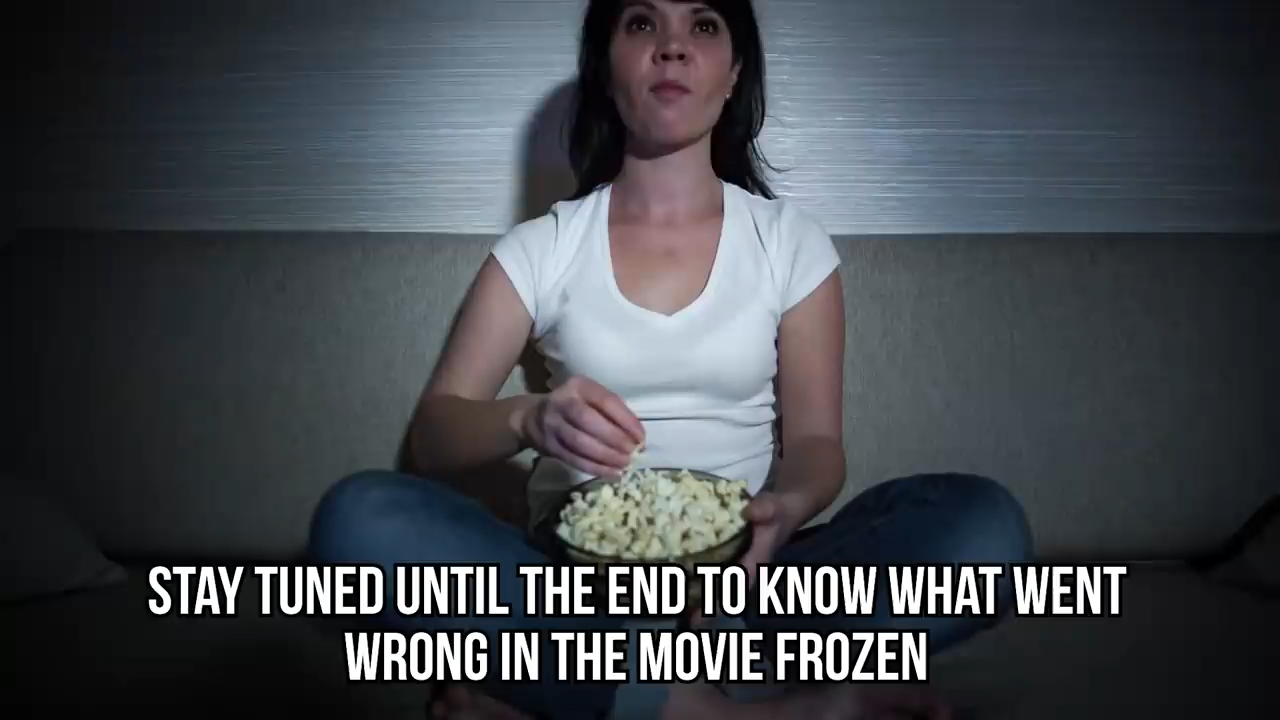 STAY TUNED UNTIL THE END TO KNOW WHAT WENT
WRONG IN THE MOVIE FROZEN